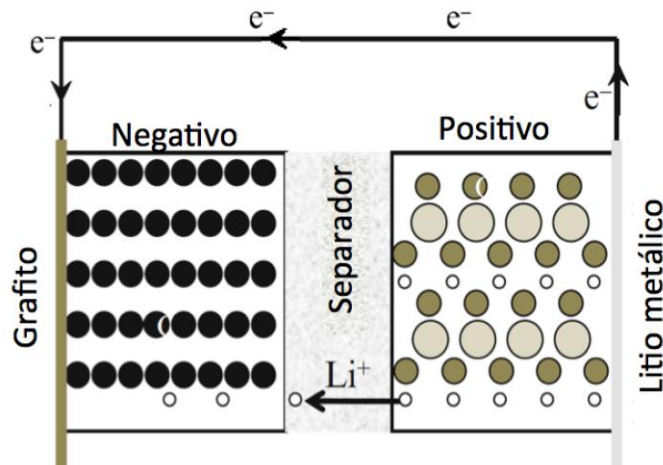 e⁻
e⁻
e⁻
e⁻
Negativo
Positivo
Grafito
Separador
Litio metálico
Li⁺